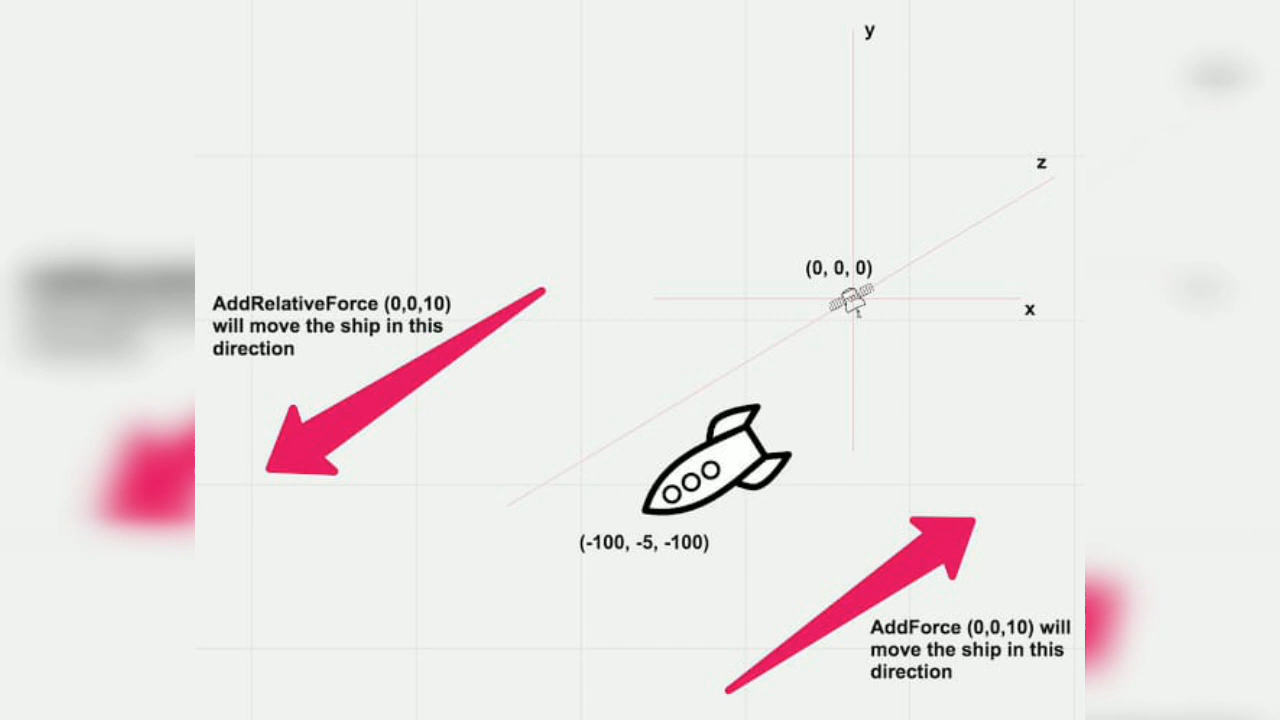 y
z
(0, 0, 0)
x
AddRelativeForce (0,0,10)
will move the ship in this
direction
(-100, -5, -100)
AddForce (0,0,10) will
move the ship in this
direction